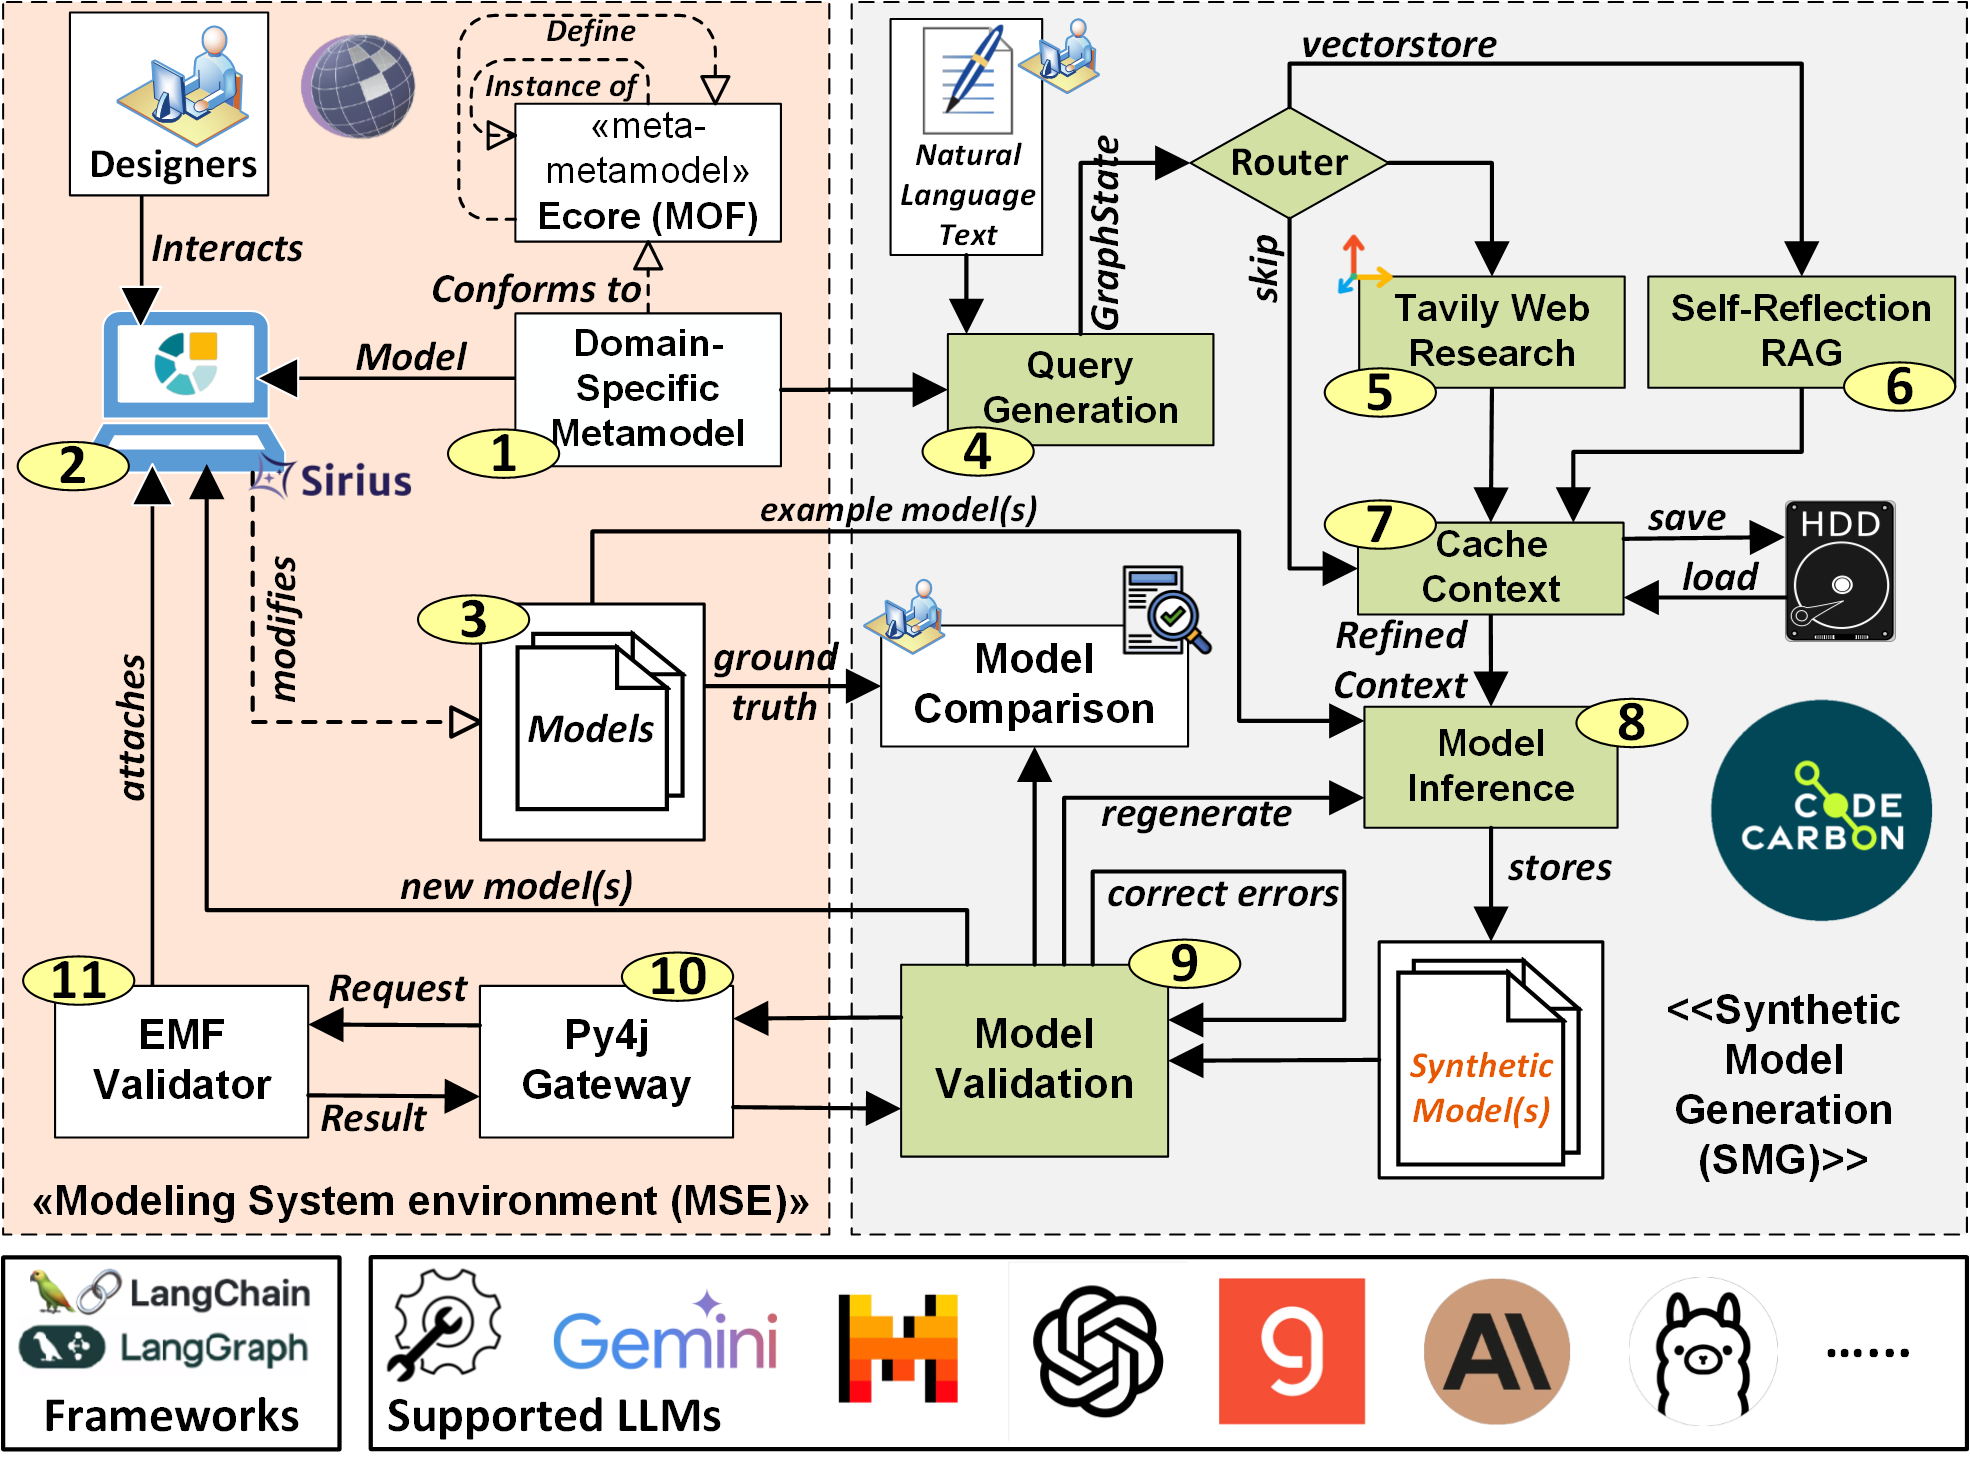 Designers
Interacts
Define
Instance of
«meta-
metamodel»
Ecore (MOF)
Conforms to
Model
Domain-
Specific
Metamodel
1
2
Sirius
modifies
attaches
3
Models
example model(s)
ground
truth
new model(s)
11
EMF
Validator
Request
Result
10
Py4j
Gateway
«Modeling System environment (MSE)»
Natural
Language
Text
GraphState
Router
vectorstore
skip
Query
Generation
4
Tavily Web
Research
5
Self-Reflection
RAG
6
7
Cache
Context
save
load
HDD
Refined
Context
Model
Comparison
8
Model
Inference
regenerate
correct errors
stores
CODE
CARBON
9
Model
Validation
Synthetic
Model(s)
<<Synthetic
Model
Generation
(SMG)>>
LangChain
LangGraph
Frameworks
Gemini
Supported LLMs
g
A\
......